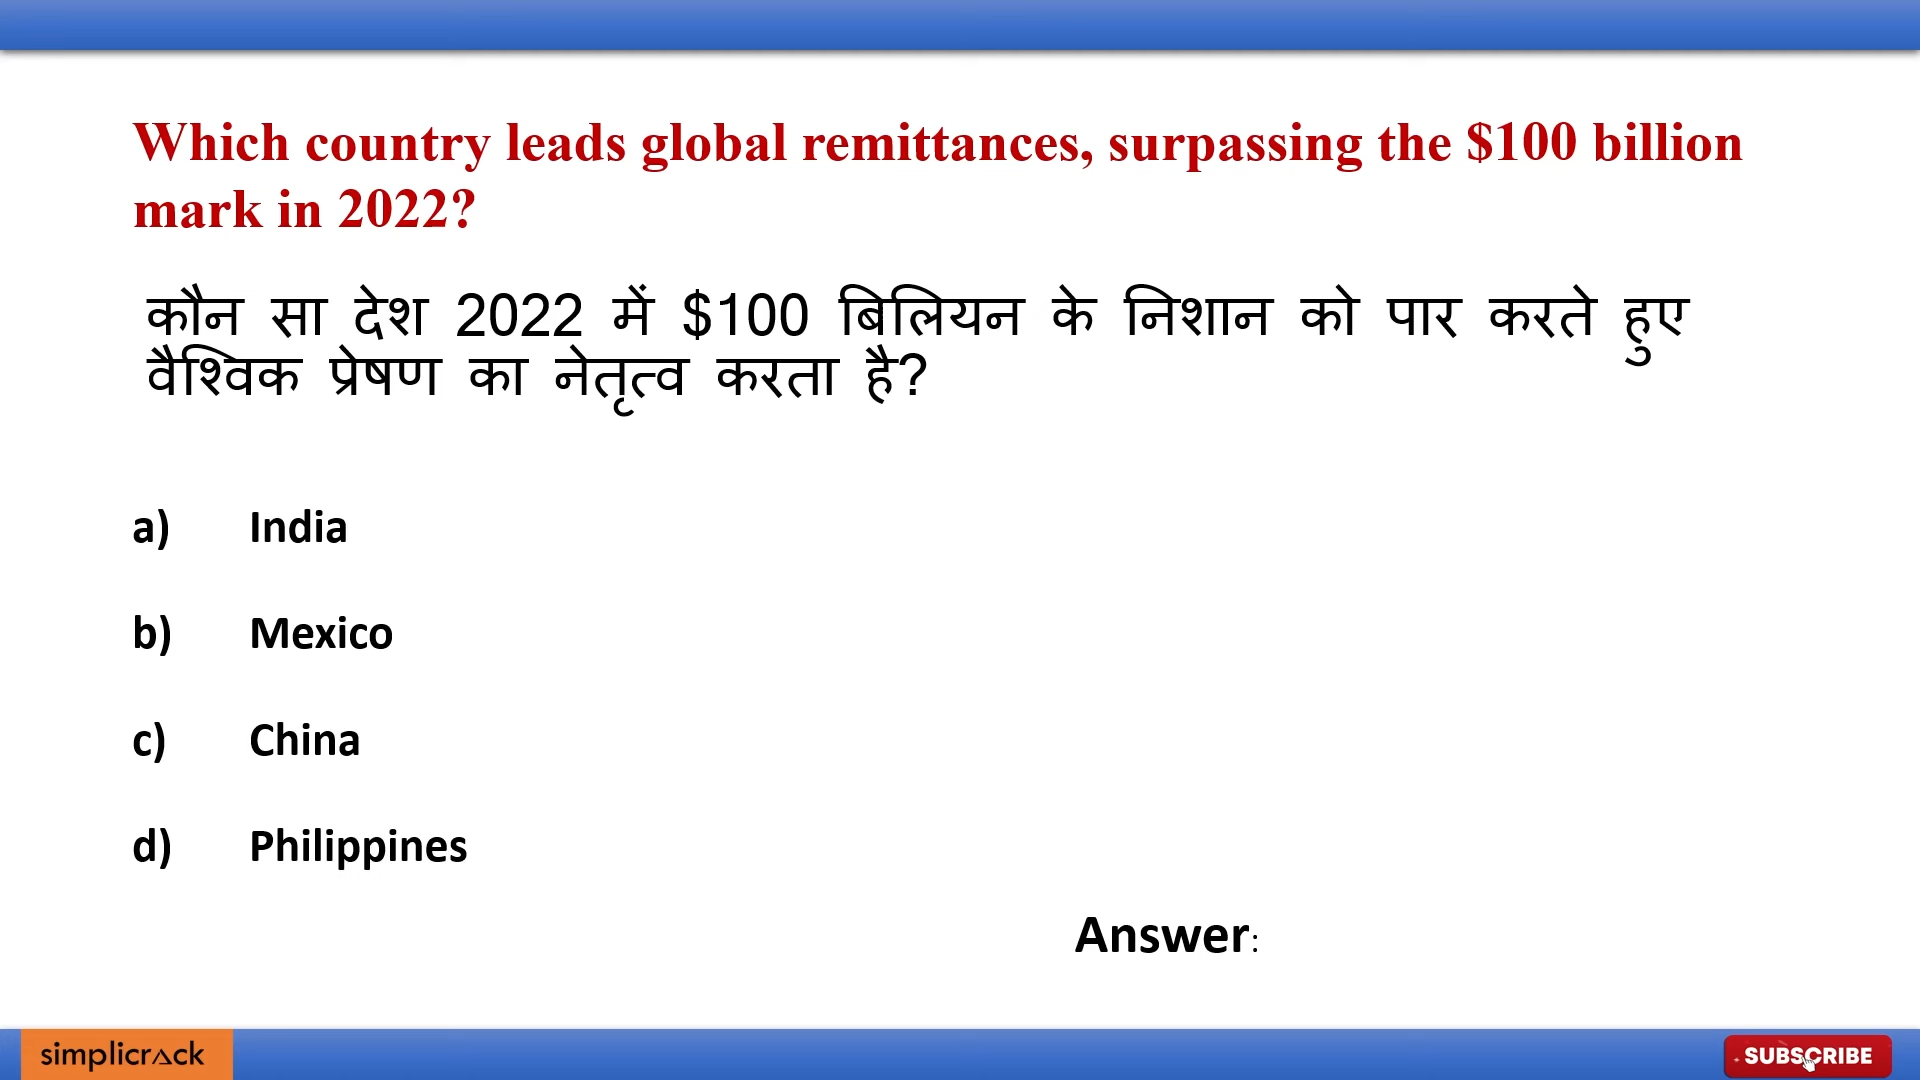 Which country leads global remittances, surpassing the $100 billion
mark in 2022?
कौन सा देश 2022 में $100 बिलियन के निशान को पार करते हुए
वैश्विक प्रेषण का नेतृत्व करता है?
a) India
b) Mexico
c) China
d) Philippines
Answer:
simplicrack
SUBSCRIBE